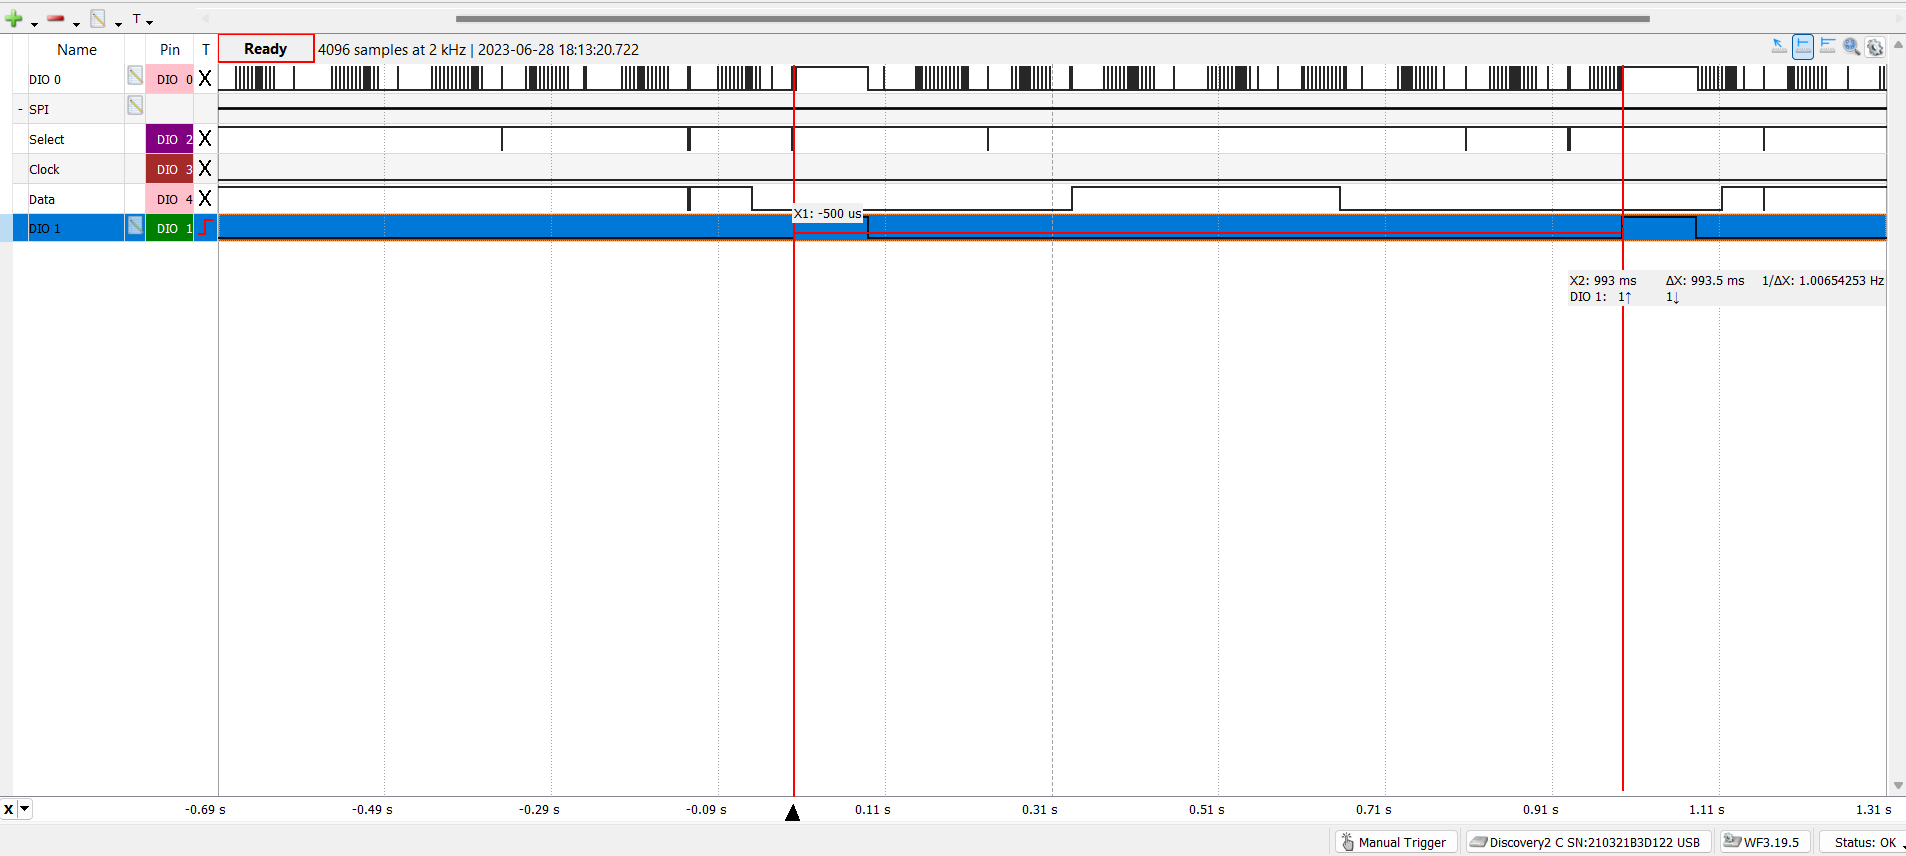 T
Name Pin T Ready 4096 samples at 2 kHz | 2023-06-28 18:13:20.722
DIO 0 DIO 0 X
- SPI
Select DIO 2 X
Clock DIO 3 X
Data DIO 4 X
X1: -500 us
DIO 1 DIO 1
X2: 993 ms ΔX: 993.5 ms 1/ΔX: 1.00654253 Hz
DIO 1: 1↑ 1↓
X -0.69 s -0.49 s -0.29 s -0.09 s 0.11 s 0.31 s 0.51 s 0.71 s 0.91 s 1.11 s 1.31 s
Manual Trigger Discovery2 C SN:210321B3D122 USB WF3.19.5 Status: OK